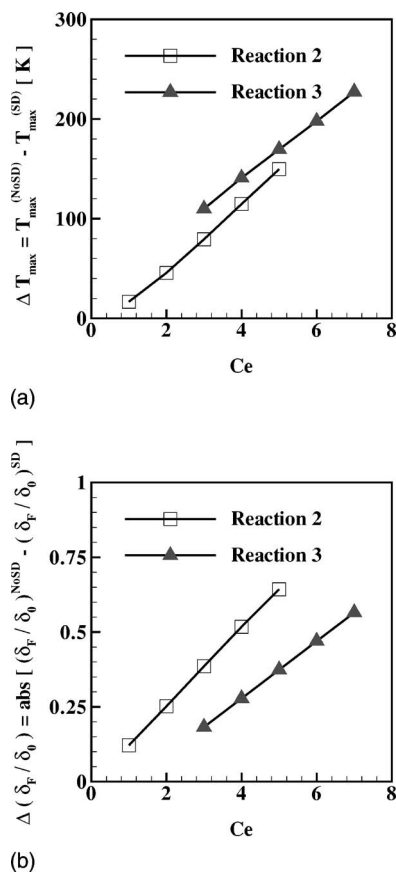 300
200
100
0
Δ T_max = T_max^(NoSD) - T_max^(SD) [ K ]
Reaction 2
Reaction 3
0 2 4 6 8
Ce
(a)
1
0.75
0.5
0.25
0
Δ ( δ_F / δ_0 ) = abs [ ( δ_F / δ_0 )^NoSD - ( δ_F / δ_0 )^SD ]
Reaction 2
Reaction 3
0 2 4 6 8
Ce
(b)